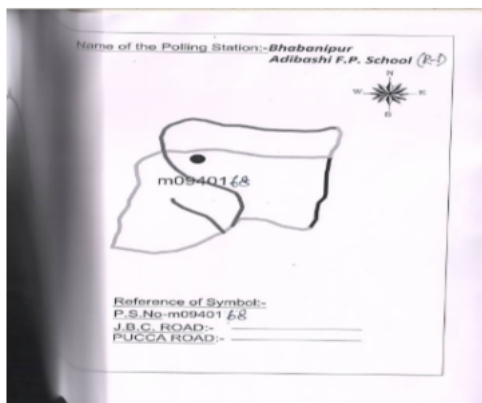 Name of the Polling Station:-Bhabanipur
Adibashi F.P. School (R-I)
N
W E
S
m0940168
Reference of Symbol:-
P.S.No-m0940168
J.B.C. ROAD:-
PUCCA ROAD:-